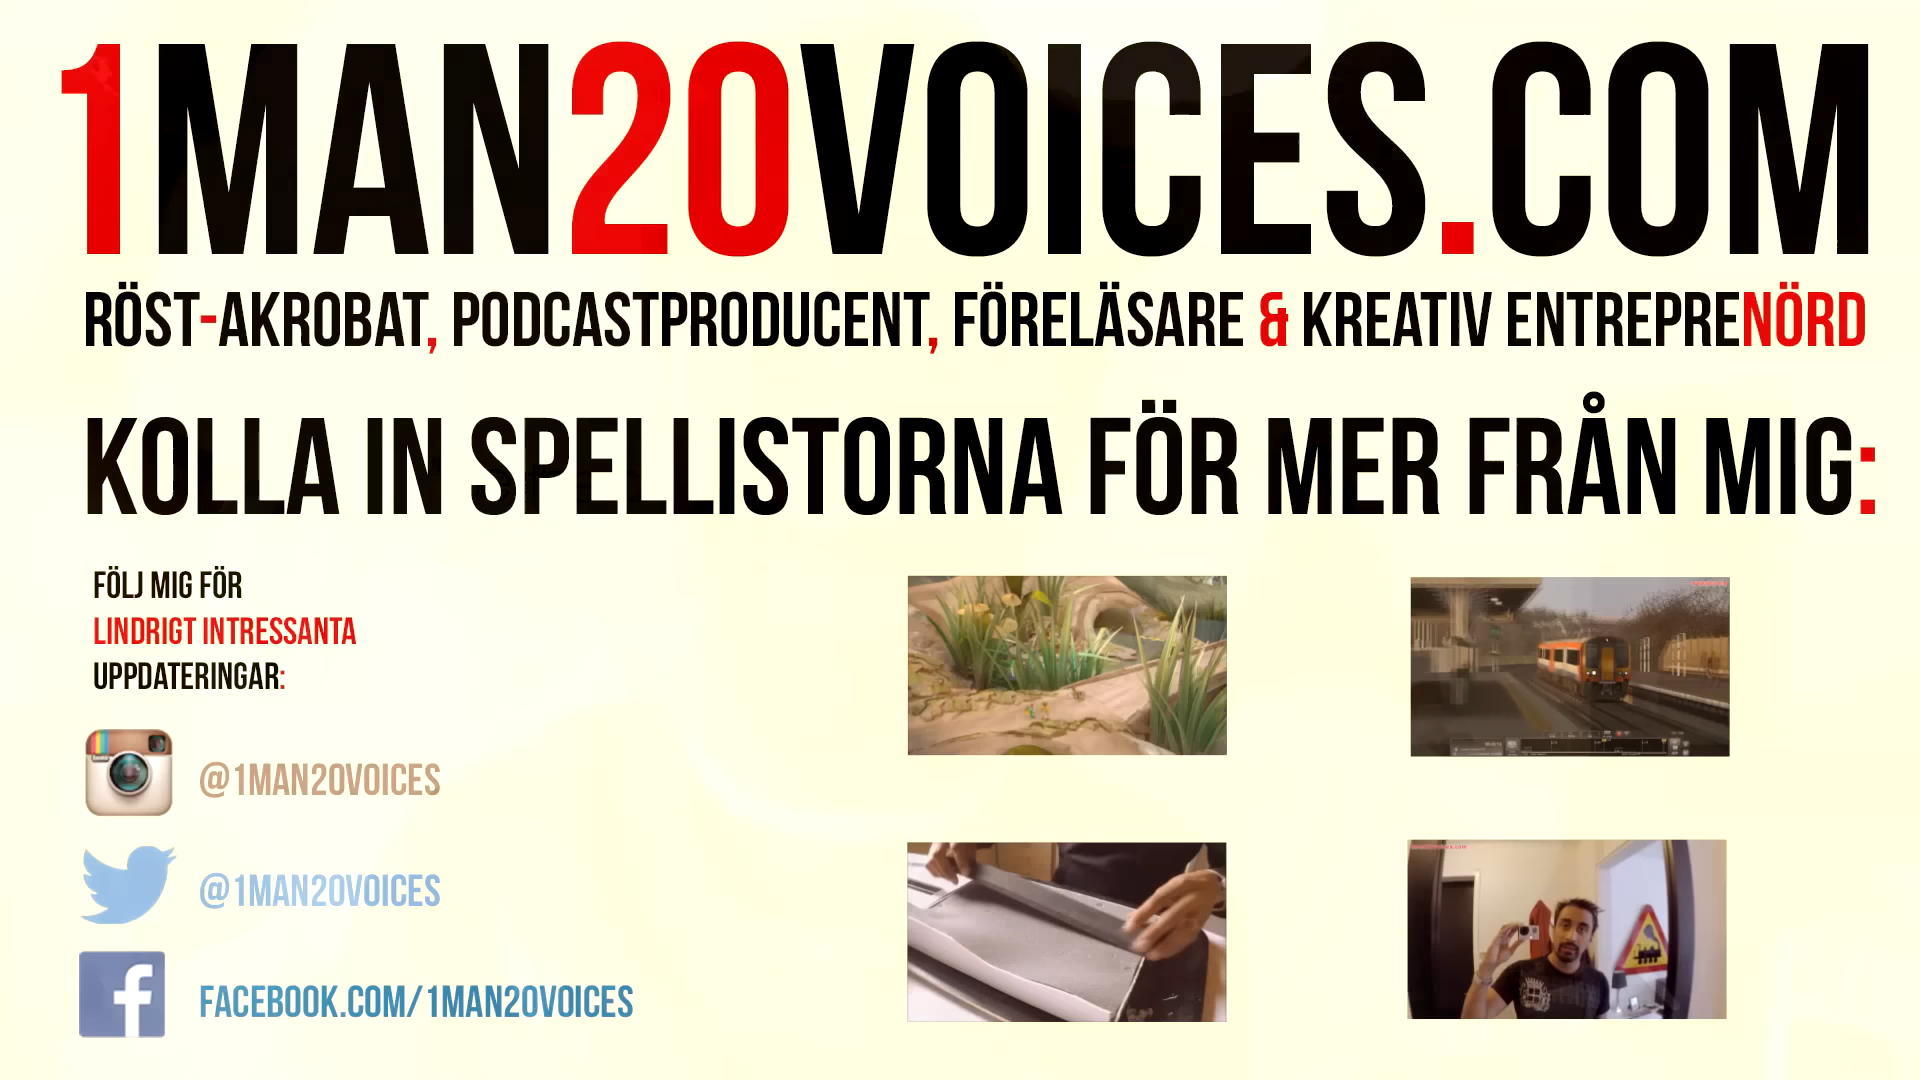 1MAN20VOICES.COM
RÖST-AKROBAT, PODCASTPRODUCENT, FÖRELÄSARE & KREATIV ENTREPRENÖRD
KOLLA IN SPELLISTORNA FÖR MER FRÅN MIG:
FÖLJ MIG FÖR
LINDRIGT INTRESSANTA
UPPDATERINGAR:
@1MAN20VOICES
@1MAN20VOICES
FACEBOOK.COM/1MAN20VOICES